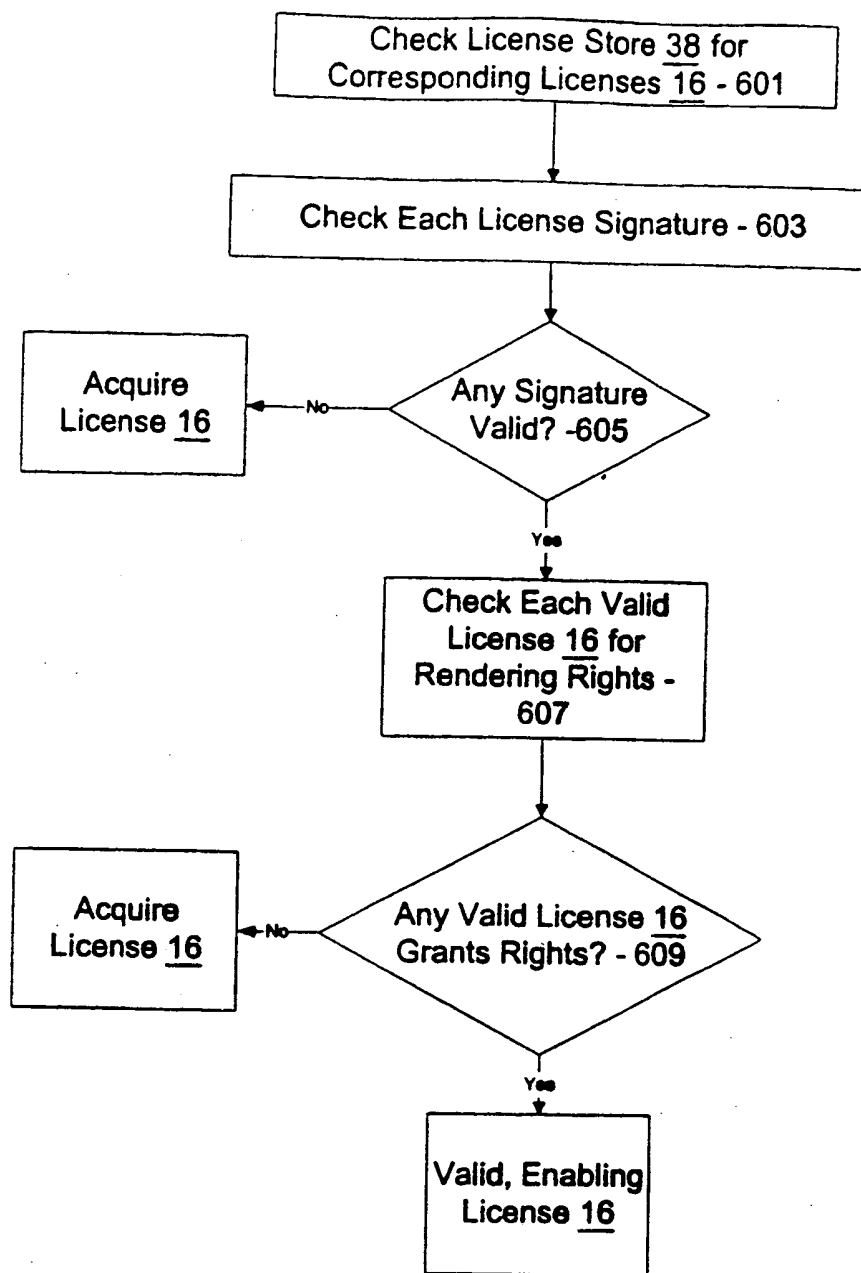 Check License Store 38 for
Corresponding Licenses 16 - 601
Check Each License Signature - 603
Any Signature
Valid? -605
No
Acquire
License 16
Yes
Check Each Valid
License 16 for
Rendering Rights -
607
Any Valid License 16
Grants Rights? - 609
No
Acquire
License 16
Yes
Valid, Enabling
License 16